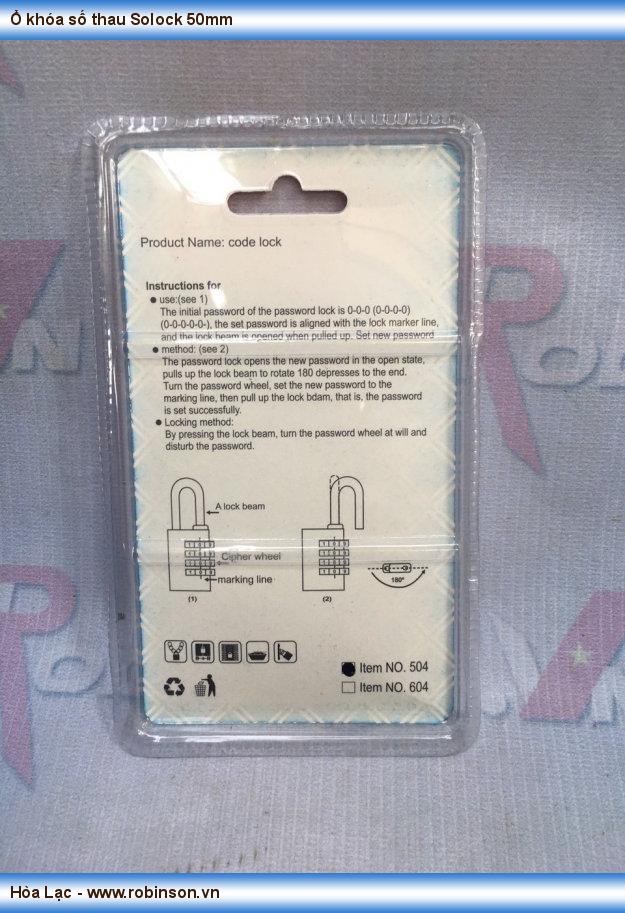 Ổ khóa số thau Solock 50mm
Product Name: code lock
Instructions for
● use:(see 1)
The initial password of the password lock is 0-0-0 (0-0-0-0)
(0-0-0-0-0-), the set password is aligned with the lock marker line,
and the lock beam is opened when pulled up. Set new password
● method: (see 2)
The password lock opens the new password in the open state,
pulls up the lock beam to rotate 180 depresses to the end.
Turn the password wheel, set the new password to the
marking line, then pull up the lock bdam, that is, the password
is set successfully.
● Locking method:
By pressing the lock beam, turn the password wheel at will and
disturb the password.
A lock beam
Cipher wheel
marking line
180°
(1)
(2)
Item NO. 504
Item NO. 604
Hòa Lạc - www.robinson.vn